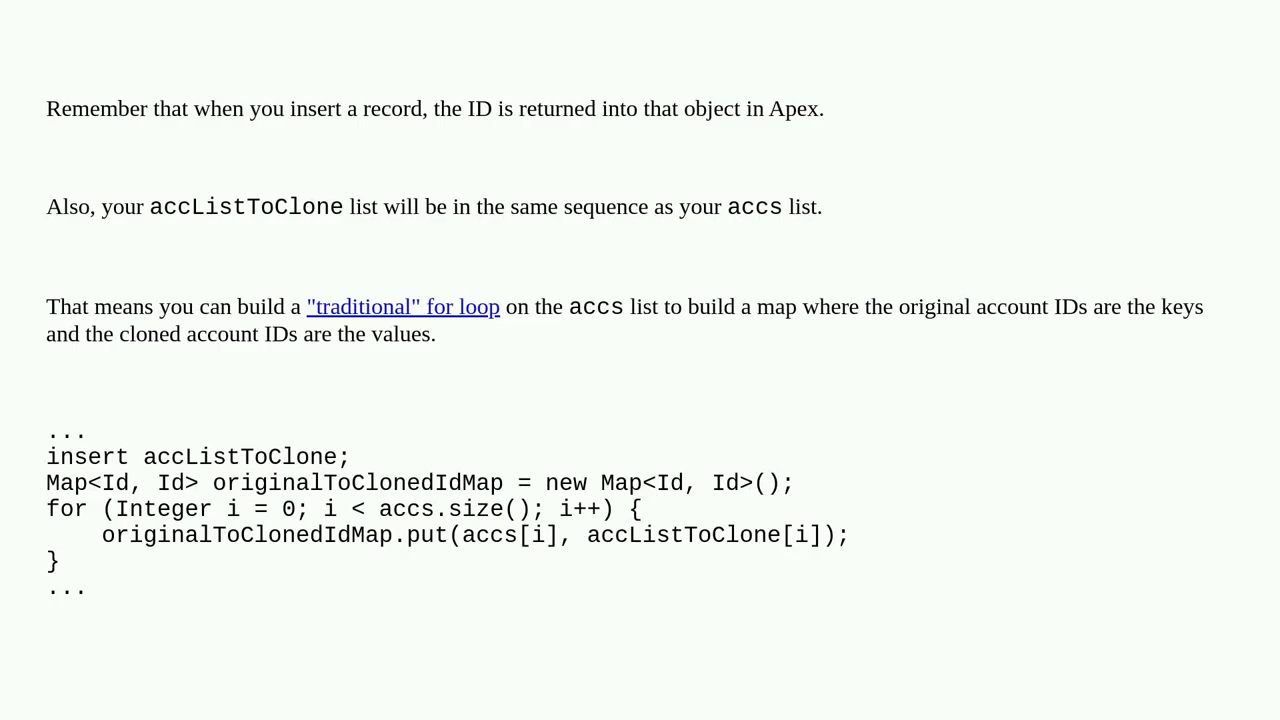 Remember that when you insert a record, the ID is returned into that object in Apex.
Also, your accListToClone list will be in the same sequence as your accs list.
That means you can build a "traditional" for loop on the accs list to build a map where the original account IDs are the keys
and the cloned account IDs are the values.
...
insert accListToClone;
Map<Id, Id> originalToClonedIdMap = new Map<Id, Id>();
for (Integer i = 0; i < accs.size(); i++) {
    originalToClonedIdMap.put(accs[i], accListToClone[i]);
}
...